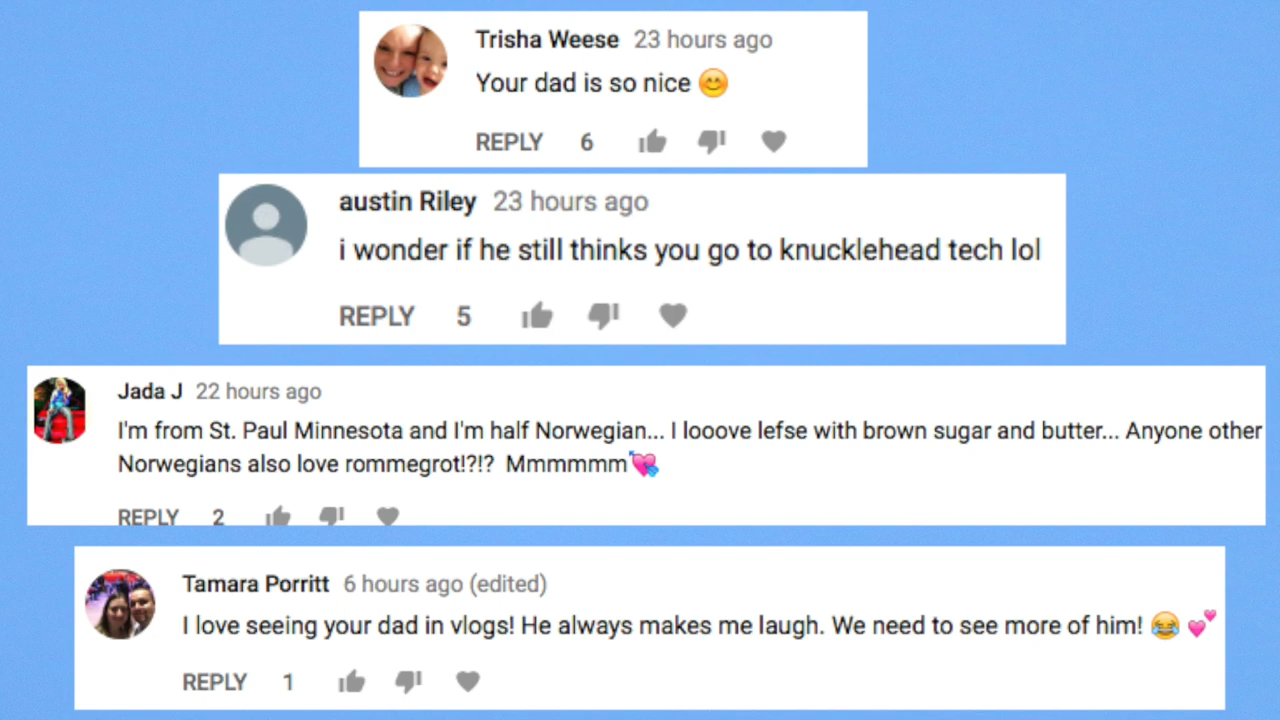 Trisha Weese 23 hours ago
Your dad is so nice 😊
REPLY 6
austin Riley 23 hours ago
i wonder if he still thinks you go to knucklehead tech lol
REPLY 5
Jada J 22 hours ago
I'm from St. Paul Minnesota and I'm half Norwegian... I looove lefse with brown sugar and butter... Anyone other
Norwegians also love rommegrot!?!? Mmmmmm💘
REPLY 2
Tamara Porritt 6 hours ago (edited)
I love seeing your dad in vlogs! He always makes me laugh. We need to see more of him! 😂 💕
REPLY 1